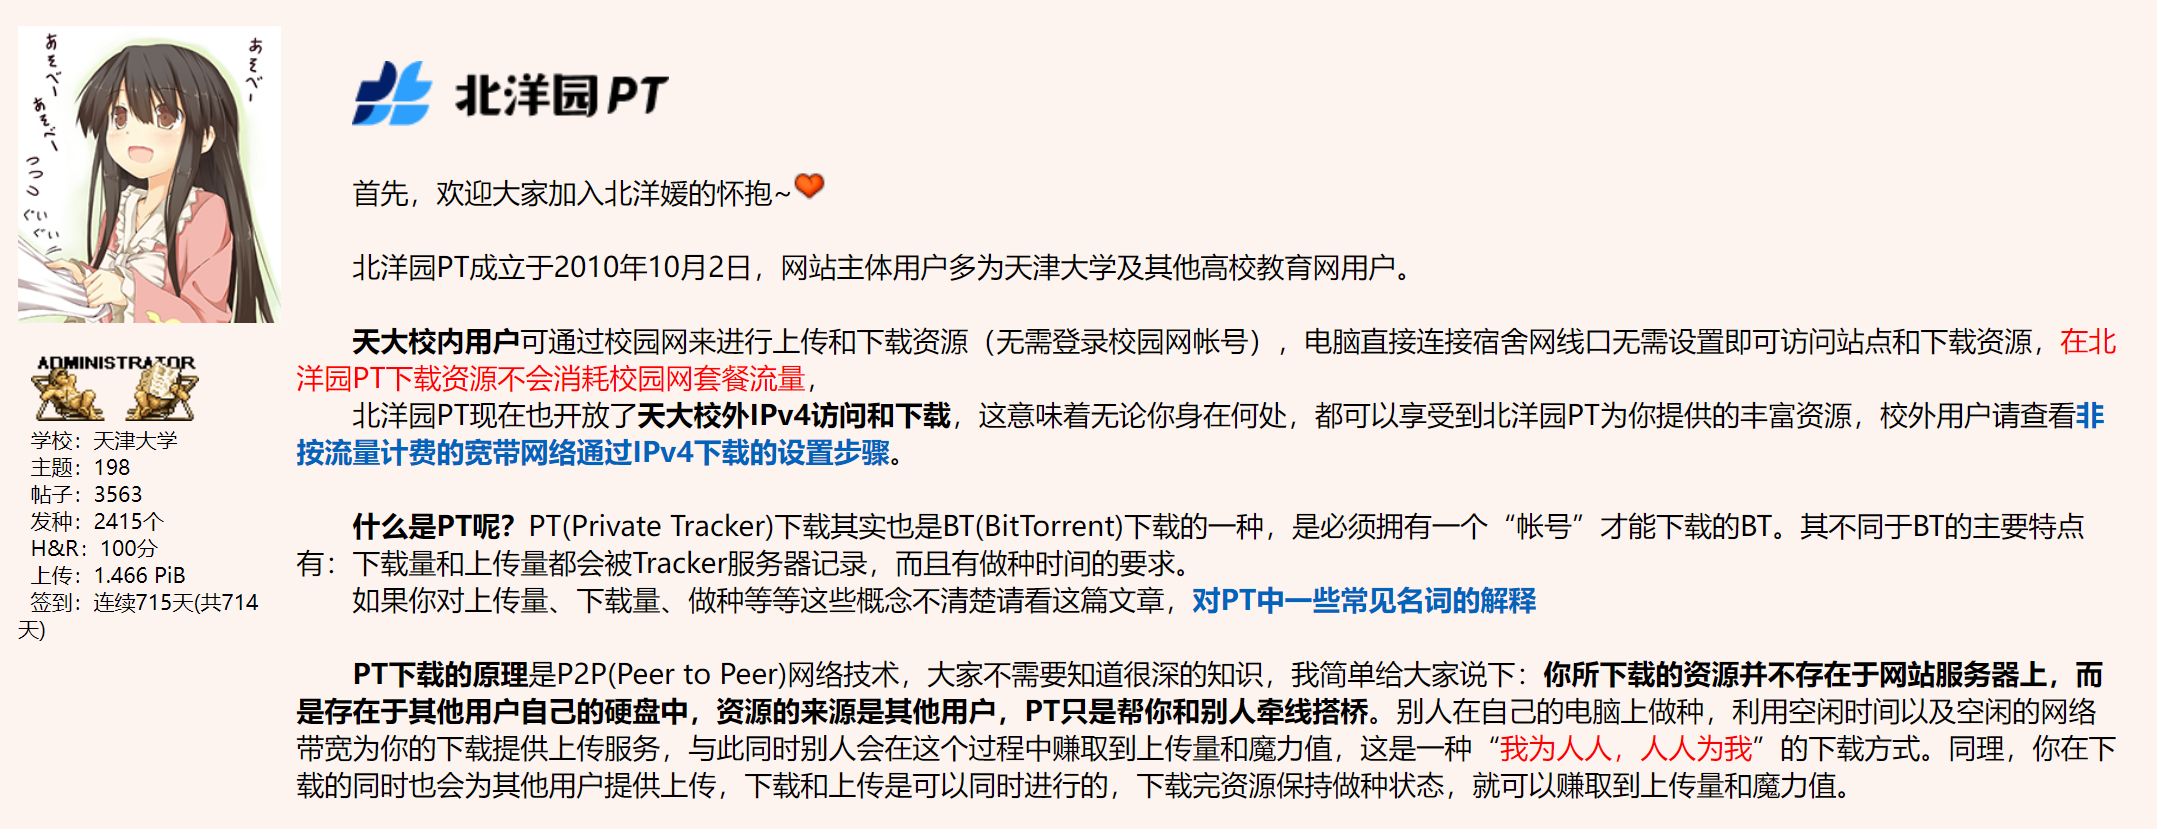 あそべー
あそべー
あそべー
つつつ
ぐい
ぐい
ADMINISTRATOR
学校：天津大学
主题：198
帖子：3563
发种：2415个
H&R：100分
上传：1.466 PiB
签到：连续715天(共714
天)
北洋园PT
首先，欢迎大家加入北洋媛的怀抱~
北洋园PT成立于2010年10月2日，网站主体用户多为天津大学及其他高校教育网用户。
天大校内用户可通过校园网来进行上传和下载资源（无需登录校园网帐号），电脑直接连接宿舍网线口无需设置即可访问站点和下载资源，在北
洋园PT下载资源不会消耗校园网套餐流量，
北洋园PT现在也开放了天大校外IPv4访问和下载，这意味着无论你身在何处，都可以享受到北洋园PT为你提供的丰富资源，校外用户请查看非
按流量计费的宽带网络通过IPv4下载的设置步骤。
什么是PT呢？PT(Private Tracker)下载其实也是BT(BitTorrent)下载的一种，是必须拥有一个“帐号”才能下载的BT。其不同于BT的主要特点
有：下载量和上传量都会被Tracker服务器记录，而且有做种时间的要求。
如果你对上传量、下载量、做种等等这些概念不清楚请看这篇文章，对PT中一些常见名词的解释
PT下载的原理是P2P(Peer to Peer)网络技术，大家不需要知道很深的知识，我简单给大家说下：你所下载的资源并不存在于网站服务器上，而
是存在于其他用户自己的硬盘中，资源的来源是其他用户，PT只是帮你和别人牵线搭桥。别人在自己的电脑上做种，利用空闲时间以及空闲的网络
带宽为你的下载提供上传服务，与此同时别人会在这个过程中赚取到上传量和魔力值，这是一种“我为人人，人人为我”的下载方式。同理，你在下
载的同时也会为其他用户提供上传，下载和上传是可以同时进行的，下载完资源保持做种状态，就可以赚取到上传量和魔力值。